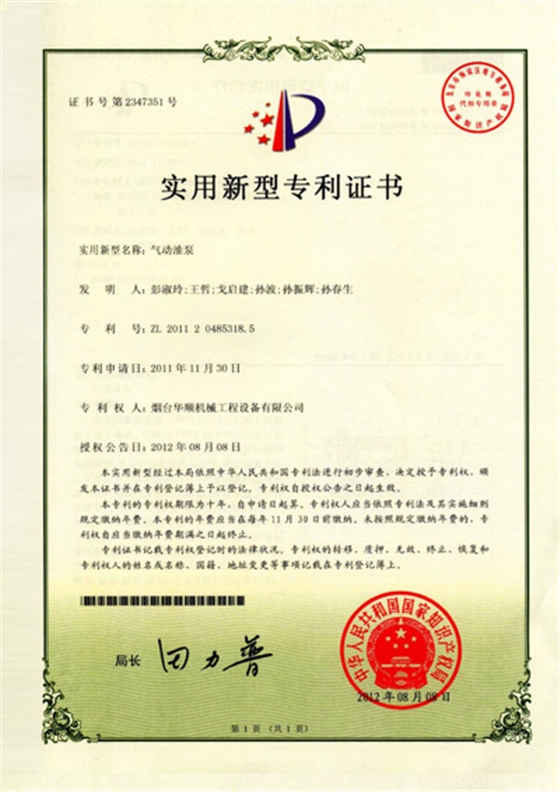 证书号第2347351号
印花税
代扣专用章
国家知识产权局
实用新型专利证书
实用新型名称:气动油泵
发明人:彭淑玲;王哲;戈启建;孙波;孙振辉;孙春生
专利号:ZL 2011 2 0485318.5
专利申请日:2011年11月30日
专利权人:烟台华顺机械工程设备有限公司
授权公告日:2012年08月08日
本实用新型经过本局依照中华人民共和国专利法进行初步审查,决定授予专利权,颁
发本证书并在专利登记簿上予以登记。专利权自授权公告之日起生效。
本专利的专利权期限为十年,自申请日起算。专利权人应当依照专利法及其实施细则
规定缴纳年费。本专利的年费应当在每年11月30日前缴纳。未按照规定缴纳年费的,专
利权自应当缴纳年费期满之日起终止。
专利证书记载专利权登记时的法律状况。专利权的转移、质押、无效、终止、恢复和
专利权人的姓名或名称、国籍、地址变更等事项记载在专利登记簿上。
局长 田力普
中华人民共和国国家知识产权局
2012年08月08日
第1页(共1页)